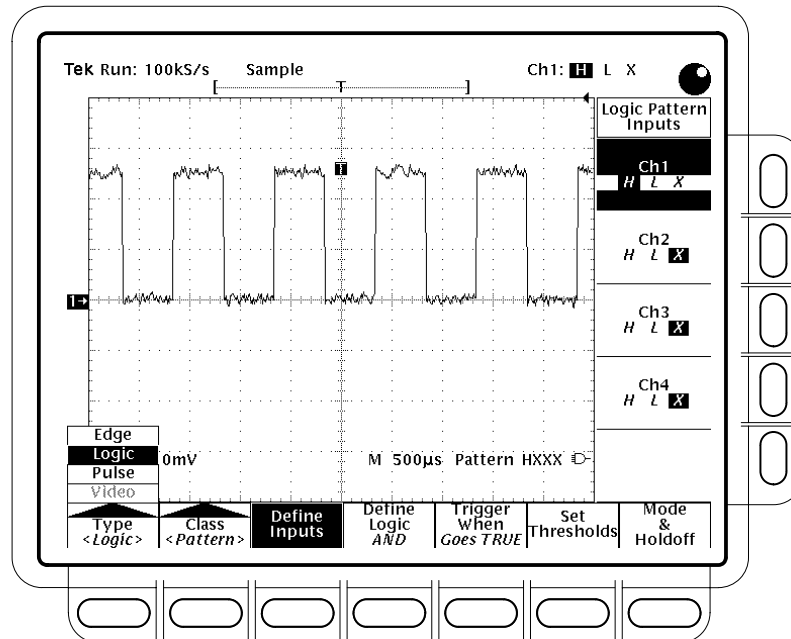 Tek Run: 100kS/s Sample Ch1: H L X
T
Logic Pattern
Inputs
Ch1
H L X
T
Ch2
H L X
1→
Ch3
H L X
Ch4
H L X
Edge
Logic
Pulse
Video
0mV M 500µs Pattern HXXX
Type
<Logic>
Class
<Pattern>
Define
Inputs
Define
Logic
AND
Trigger
When
Goes TRUE
Set
Thresholds
Mode
&
Holdoff